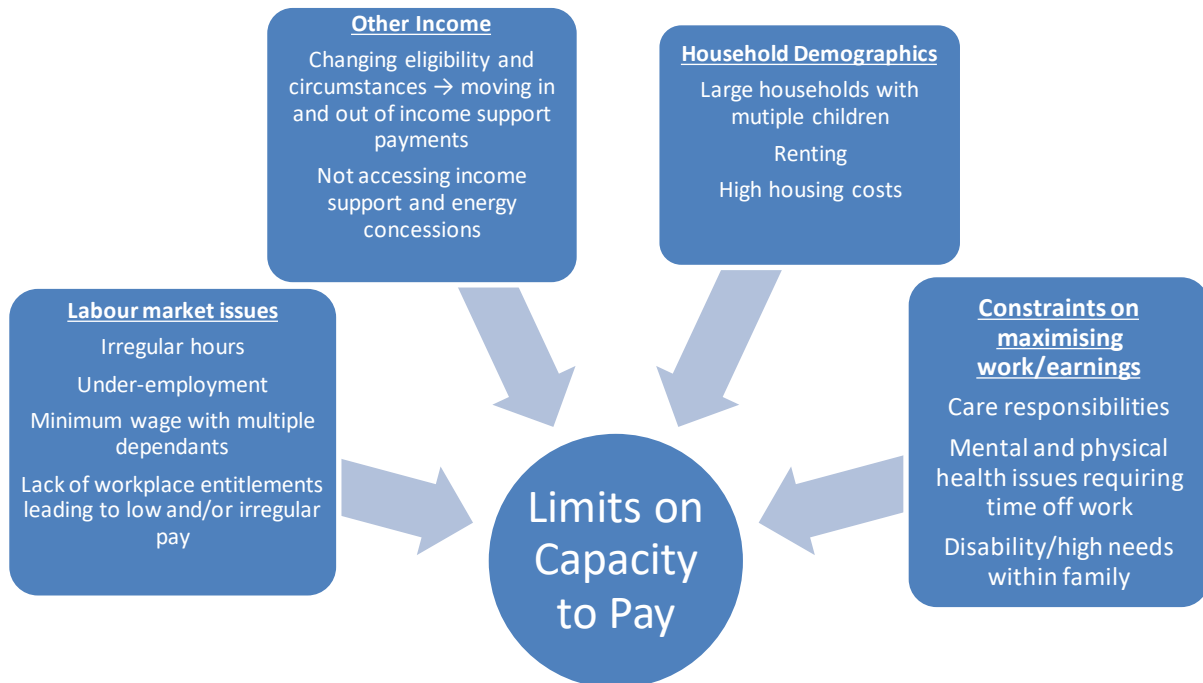 Other Income
Changing eligibility and
circumstances → moving in
and out of income support
payments
Not accessing income
support and energy
concessions
Household Demographics
Large households with
mutiple children
Renting
High housing costs
Labour market issues
Irregular hours
Under-employment
Minimum wage with multiple
dependants
Lack of workplace entitlements
leading to low and/or irregular
pay
Constraints on
maximising
work/earnings
Care responsibilities
Mental and physical
health issues requiring
time off work
Disability/high needs
within family
Limits on
Capacity
to Pay